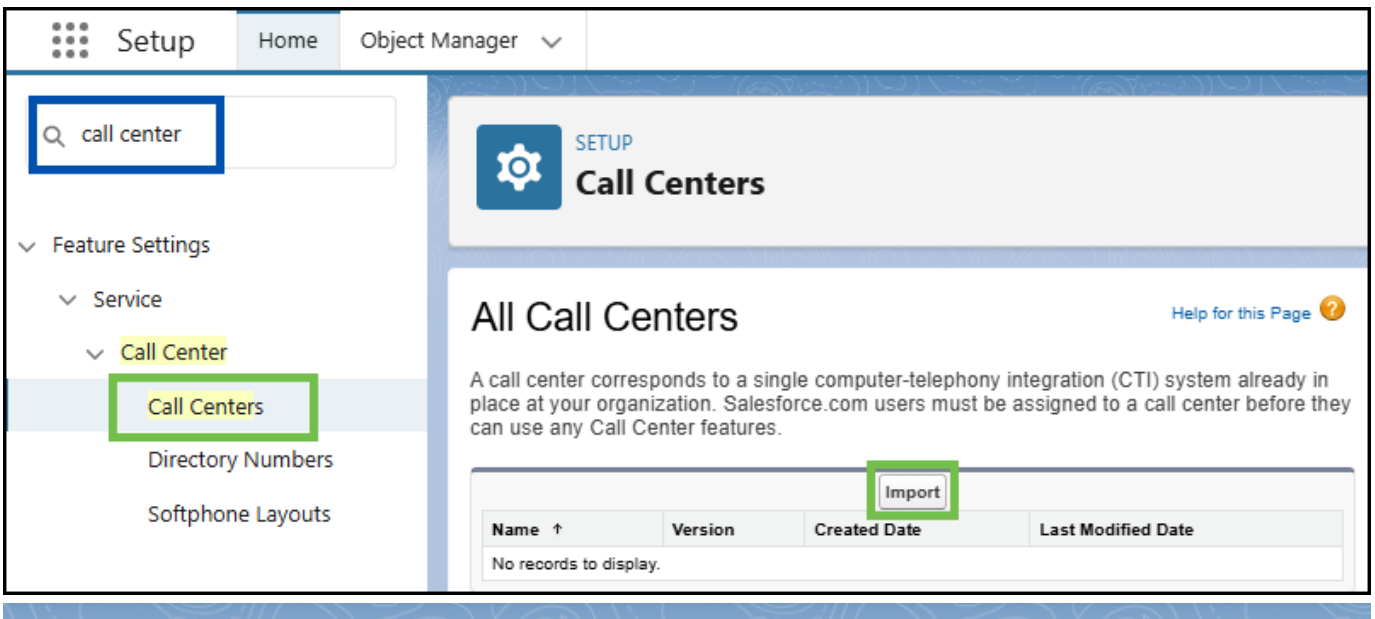 Setup Home Object Manager
call center
Feature Settings
Service
Call Center
Call Centers
Directory Numbers
Softphone Layouts
SETUP
Call Centers
All Call Centers
Help for this Page ?
A call center corresponds to a single computer-telephony integration (CTI) system already in
place at your organization. Salesforce.com users must be assigned to a call center before they
can use any Call Center features.
Import
Name ↑ Version Created Date Last Modified Date
No records to display.